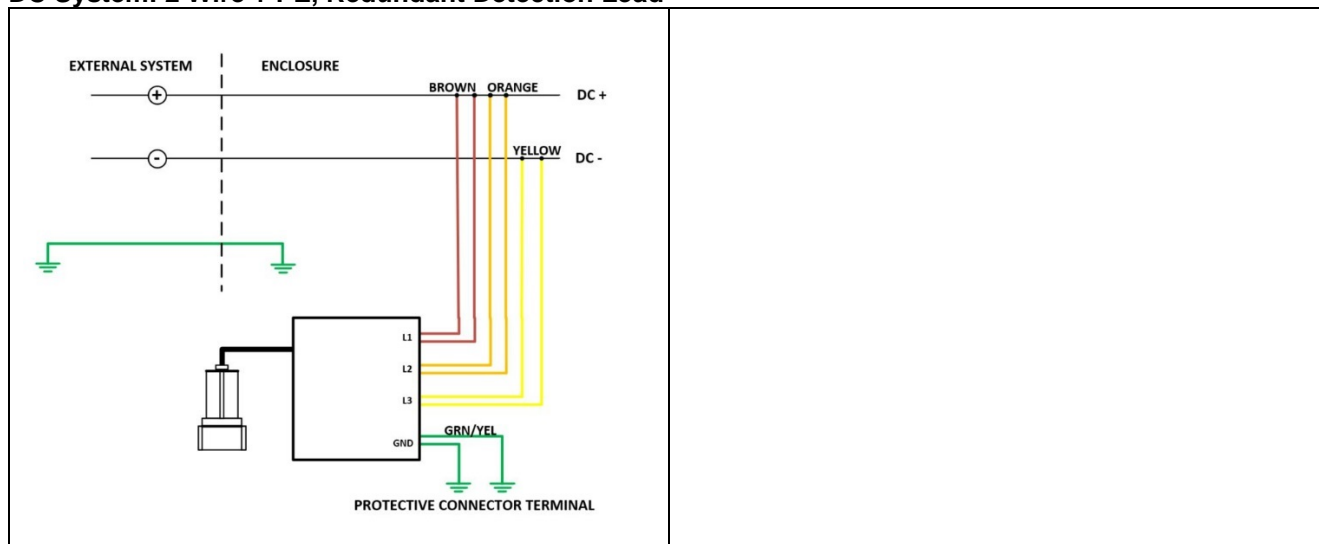 DC System: 2 Wire + PE, Redundant Detection Lead
EXTERNAL SYSTEM
ENCLOSURE
BROWN ORANGE
+
DC +
YELLOW
-
DC -
L1
L2
L3
GRN/YEL
GND
PROTECTIVE CONNECTOR TERMINAL